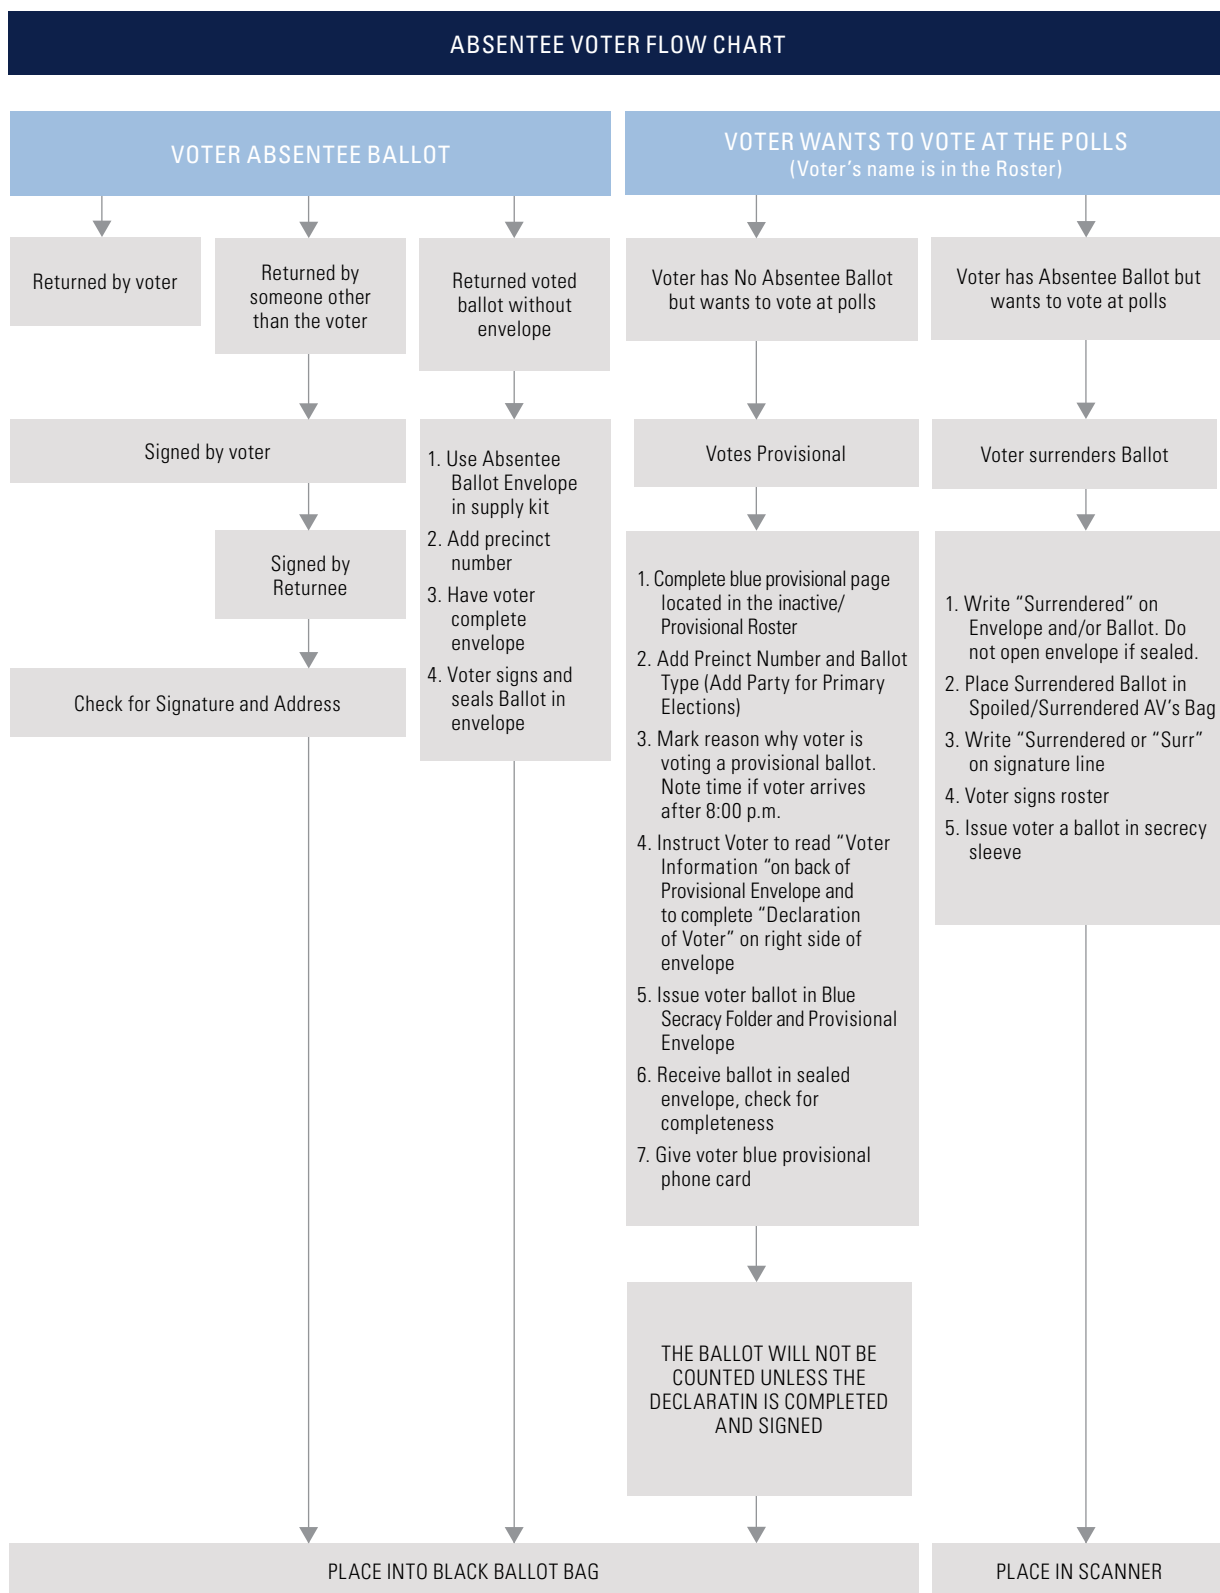 ABSENTEE VOTER FLOW CHART
VOTER ABSENTEE BALLOT
VOTER WANTS TO VOTE AT THE POLLS
(Voter's name is in the Roster)
Returned by voter
Returned by
someone other
than the voter
Returned voted
ballot without
envelope
Voter has No Absentee Ballot
but wants to vote at polls
Voter has Absentee Ballot but
wants to vote at polls
Signed by voter
Signed by
Returnee
Check for Signature and Address
1. Use Absentee
Ballot Envelope
in supply kit
2. Add precinct
number
3. Have voter
complete
envelope
4. Voter signs and
seals Ballot in
envelope
Votes Provisional
1. Complete blue provisional page
located in the inactive/
Provisional Roster
2. Add Preinct Number and Ballot
Type (Add Party for Primary
Elections)
3. Mark reason why voter is
voting a provisional ballot.
Note time if voter arrives
after 8:00 p.m.
4. Instruct Voter to read “Voter
Information “on back of
Provisional Envelope and
to complete “Declaration
of Voter” on right side of
envelope
5. Issue voter ballot in Blue
Secracy Folder and Provisional
Envelope
6. Receive ballot in sealed
envelope, check for
completeness
7. Give voter blue provisional
phone card
THE BALLOT WILL NOT BE
COUNTED UNLESS THE
DECLARATIN IS COMPLETED
AND SIGNED
Voter surrenders Ballot
1. Write “Surrendered” on
Envelope and/or Ballot. Do
not open envelope if sealed.
2. Place Surrendered Ballot in
Spoiled/Surrendered AV's Bag
3. Write “Surrendered or “Surr”
on signature line
4. Voter signs roster
5. Issue voter a ballot in secrecy
sleeve
PLACE INTO BLACK BALLOT BAG
PLACE IN SCANNER